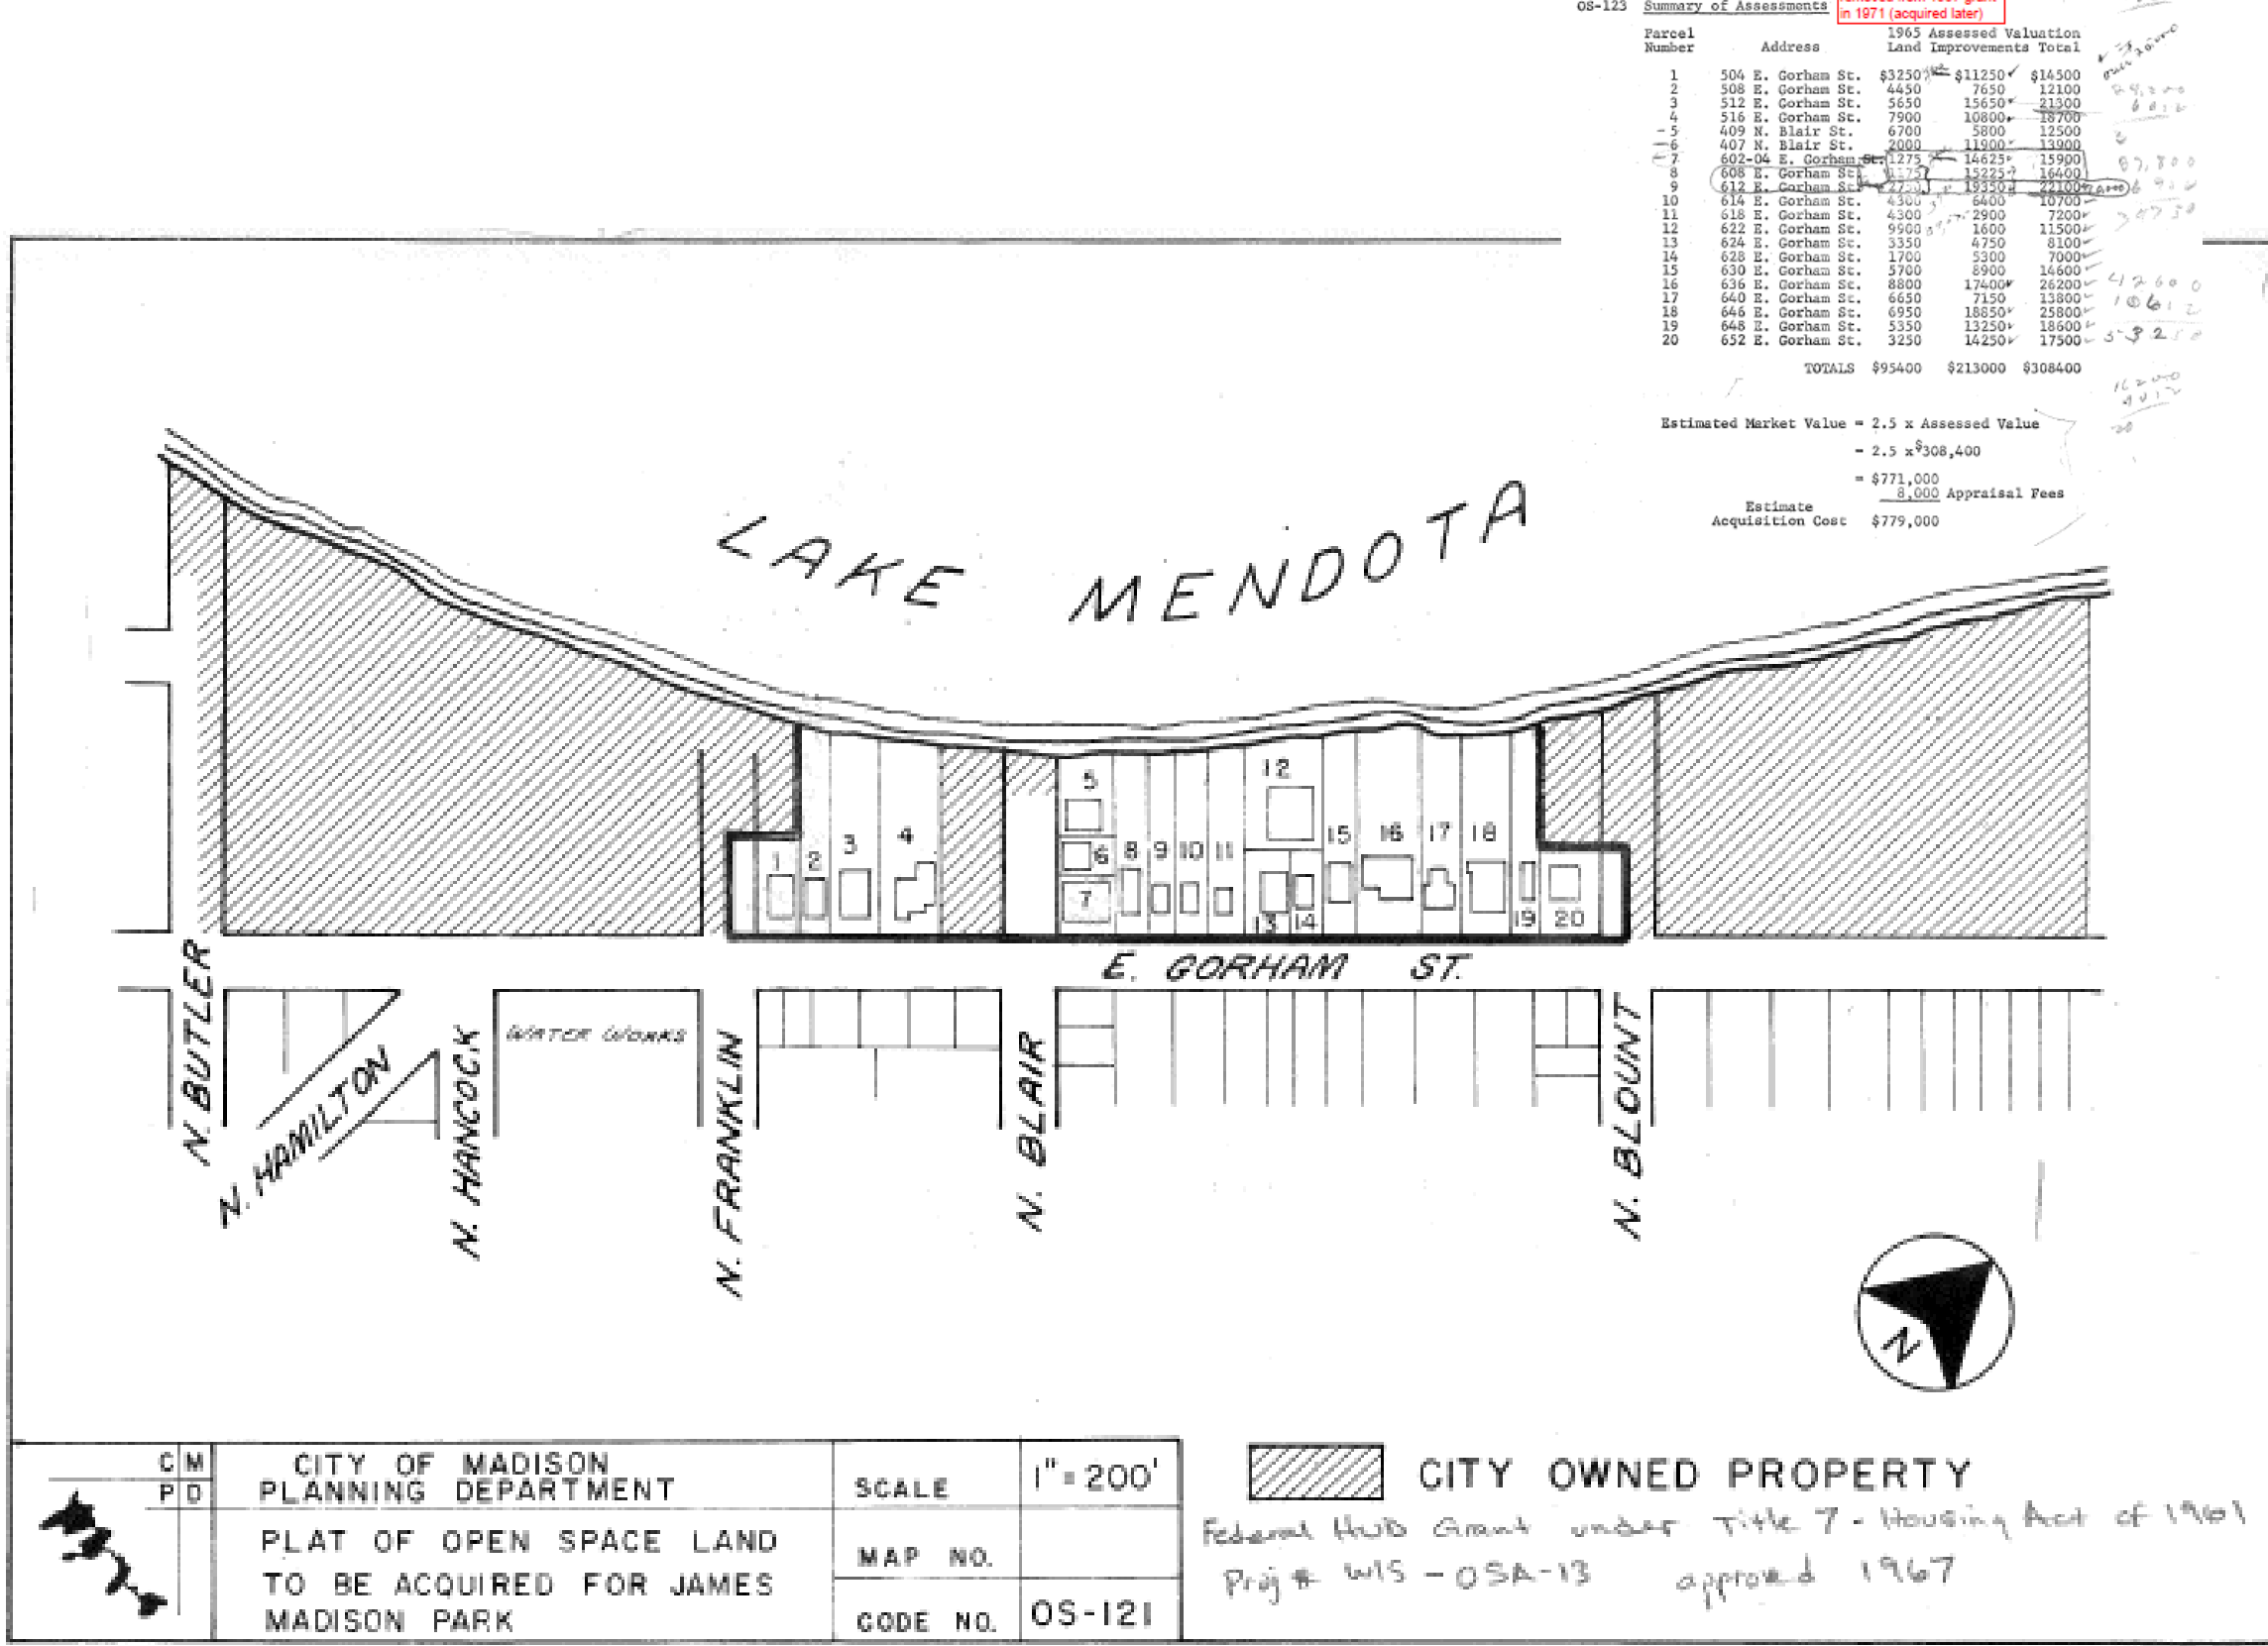 OS-123 Summary of Assessments
in 1971 (acquired later)
Parcel Number Address 1965 Assessed Valuation Land Improvements Total
1 504 E. Gorham St. $3250 $11250 $14500
2 508 E. Gorham St. 4450 7650 12100
3 512 E. Gorham St. 5650 15650 21300
4 516 E. Gorham St. 7900 10800 18700
5 409 N. Blair St. 6700 5800 12500
6 407 N. Blair St. 2000 11900 13900
7 602-04 E. Gorham St. 1275 14625 15900
8 608 E. Gorham St. 1175 15225 16400
9 612 E. Gorham St. 2750 19350 22100
10 614 E. Gorham St. 4300 6400 10700
11 618 E. Gorham St. 4300 2900 7200
12 622 E. Gorham St. 9900 1600 11500
13 624 E. Gorham St. 3350 4750 8100
14 628 E. Gorham St. 1700 5300 7000
15 630 E. Gorham St. 5700 8900 14600
16 636 E. Gorham St. 8800 17400 26200
17 640 E. Gorham St. 6650 7150 13800
18 646 E. Gorham St. 6950 18850 25800
19 648 E. Gorham St. 5350 13250 18600
20 652 E. Gorham St. 3250 14250 17500
TOTALS $95400 $213000 $308400
Estimated Market Value = 2.5 x Assessed Value
= 2.5 x $308,400
= $771,000
8,000 Appraisal Fees
Estimate
Acquisition Cost $779,000
LAKE MENDOTA
1 2 3 4 5 6 7 8 9 10 11 12 13 14 15 16 17 18 19 20
E. GORHAM ST.
N. BUTLER
N. HAMILTON
N. HANCOCK
WATER WORKS
N. FRANKLIN
N. BLAIR
N. BLOUNT
N
C M
P D
CITY OF MADISON
PLANNING DEPARTMENT
PLAT OF OPEN SPACE LAND
TO BE ACQUIRED FOR JAMES
MADISON PARK
SCALE 1" = 200'
MAP NO.
CODE NO. OS-121
CITY OWNED PROPERTY
Federal HUD Grant under Title 7 - Housing Act of 1961
Proj # WIS - OSA-13 approved 1967